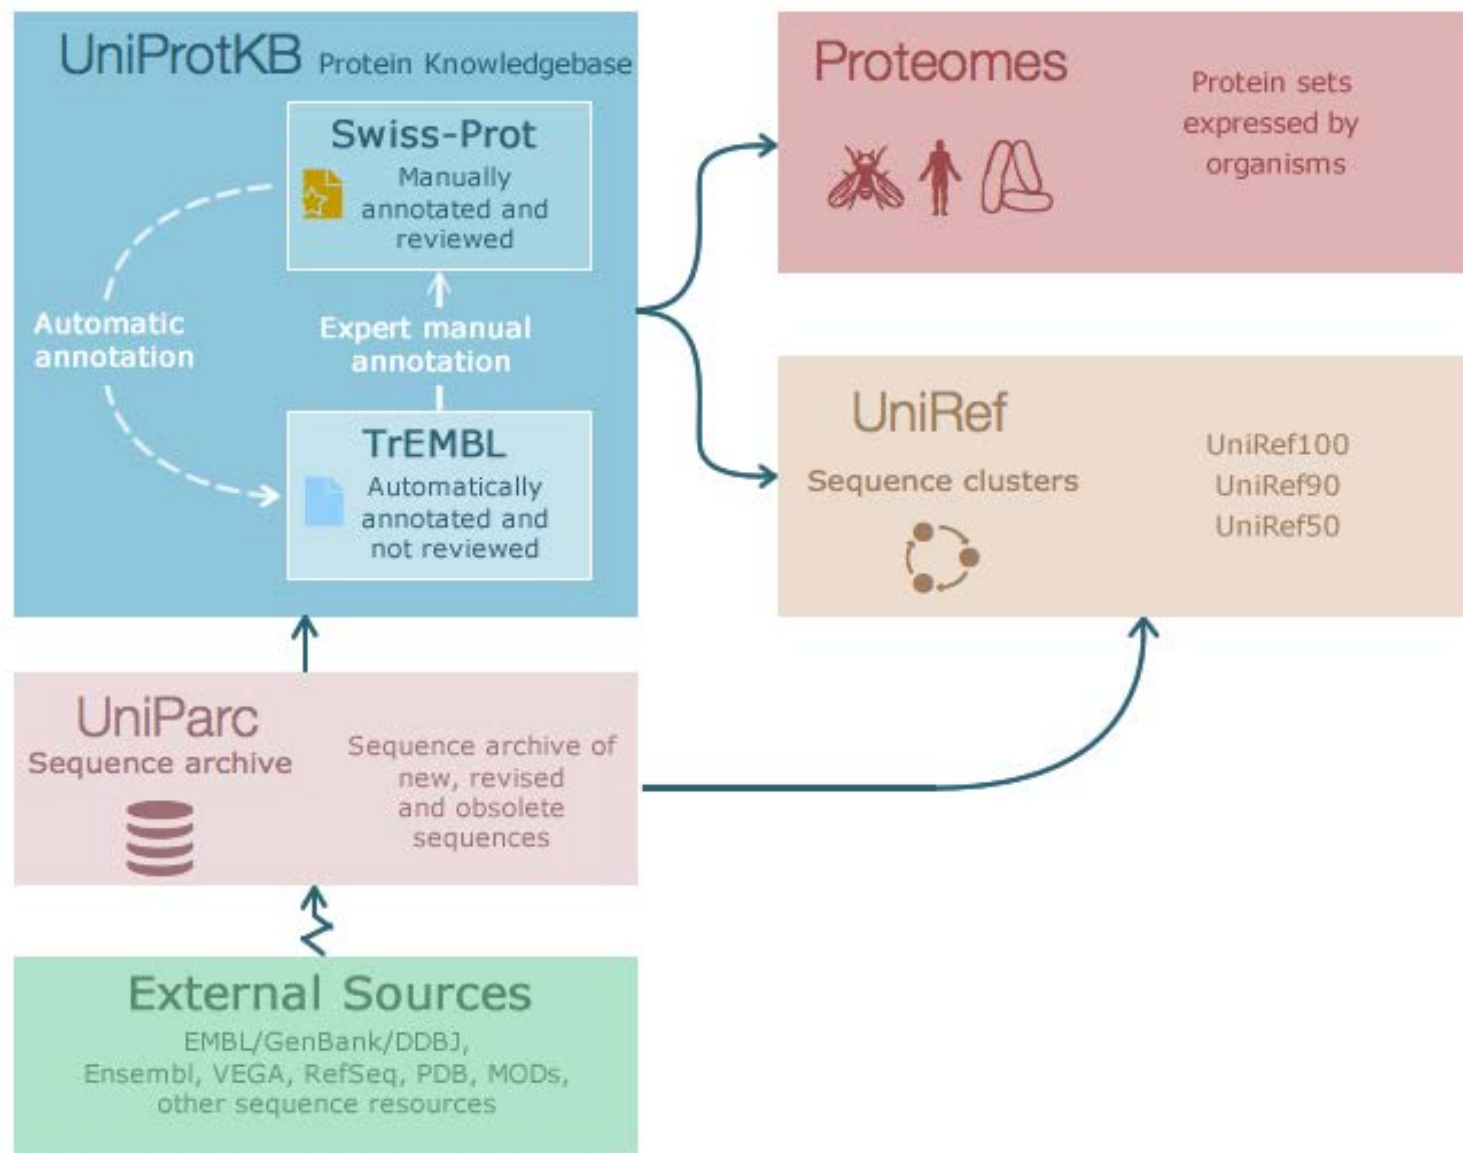 UniProtKB Protein Knowledgebase
Swiss-Prot
Manually
annotated and
reviewed
Automatic
annotation
Expert manual
annotation
TrEMBL
Automatically
annotated and
not reviewed
Proteomes
Protein sets
expressed by
organisms
UniRef
Sequence clusters
UniRef100
UniRef90
UniRef50
UniParc
Sequence archive
Sequence archive of
new, revised
and obsolete
sequences
External Sources
EMBL/GenBank/DDBJ,
Ensembl, VEGA, RefSeq, PDB, MODs,
other sequence resources